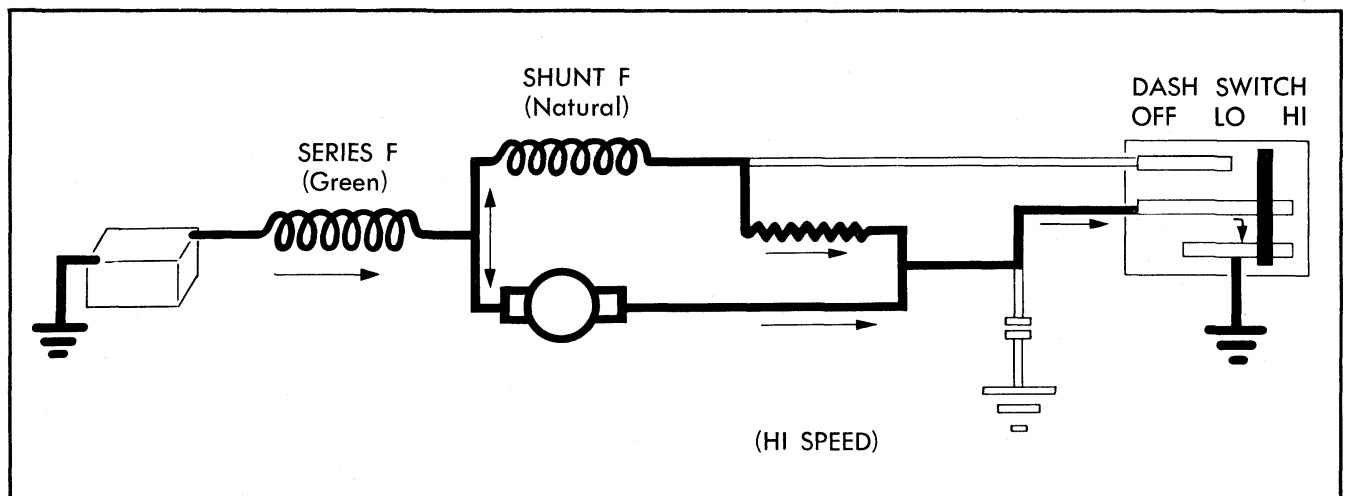 SHUNT F
(Natural)
DASH SWITCH
OFF LO HI
SERIES F
(Green)
(HI SPEED)